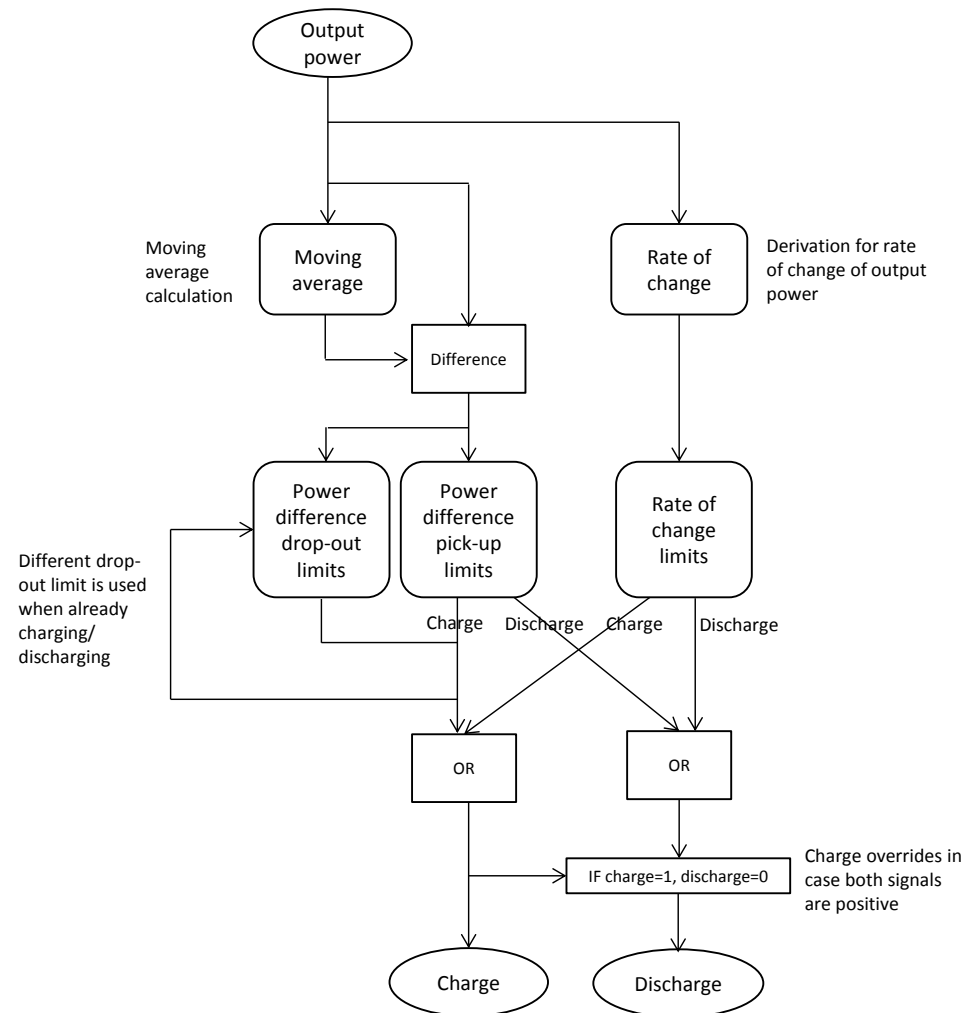 Output
power
Moving
average
calculation
Moving
average
Rate of
change
Derivation for rate
of change of output
power
Difference
Power
difference
drop-out
limits
Power
difference
pick-up
limits
Rate of
change
limits
Different drop-
out limit is used
when already
charging/
discharging
Charge
Discharge
Charge
Discharge
OR
OR
IF charge=1, discharge=0
Charge overrides in
case both signals
are positive
Charge
Discharge